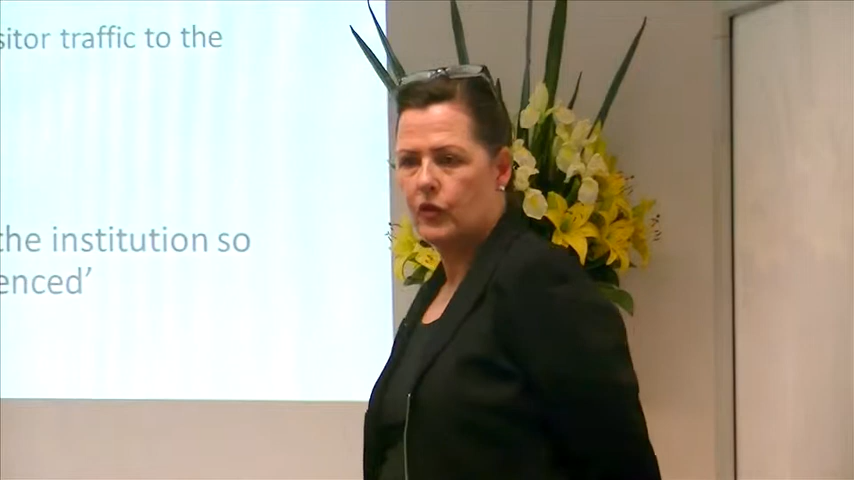 sitor traffic to the
the institution so
enced’